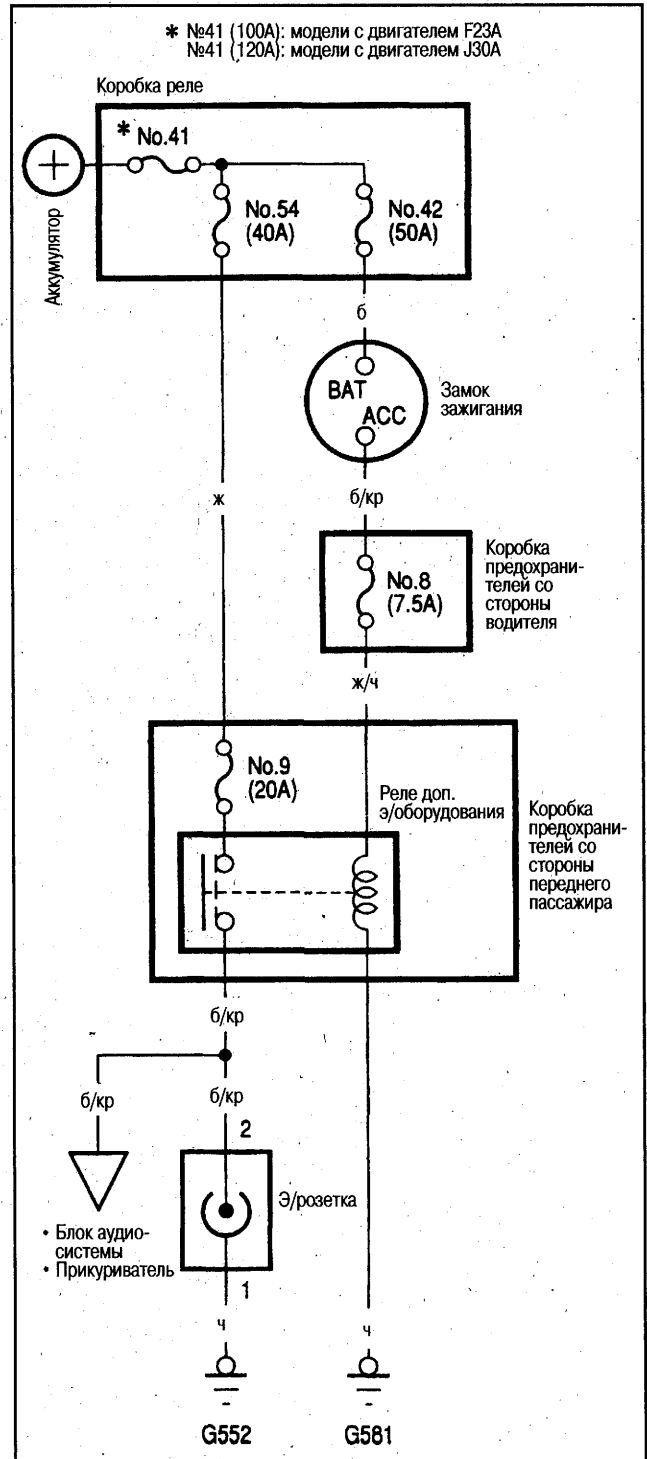 * №41 (100А): модели с двигателем F23A
№41 (120А): модели с двигателем J30A
Коробка реле
* No.41
Аккумулятор
No.54
(40A)
No.42
(50A)
б
BAT
ACC
Замок
зажигания
ж
б/кр
No.8
(7.5A)
Коробка
предохрани-
телей со
стороны
водителя
ж/ч
No.9
(20A)
Реле доп.
э/оборудования
Коробка
предохрани-
телей со
стороны
переднего
пассажира
б/кр
б/кр
б/кр
2
Э/розетка
• Блок аудио-
системы
• Прикуриватель
1
ч
ч
G552
G581